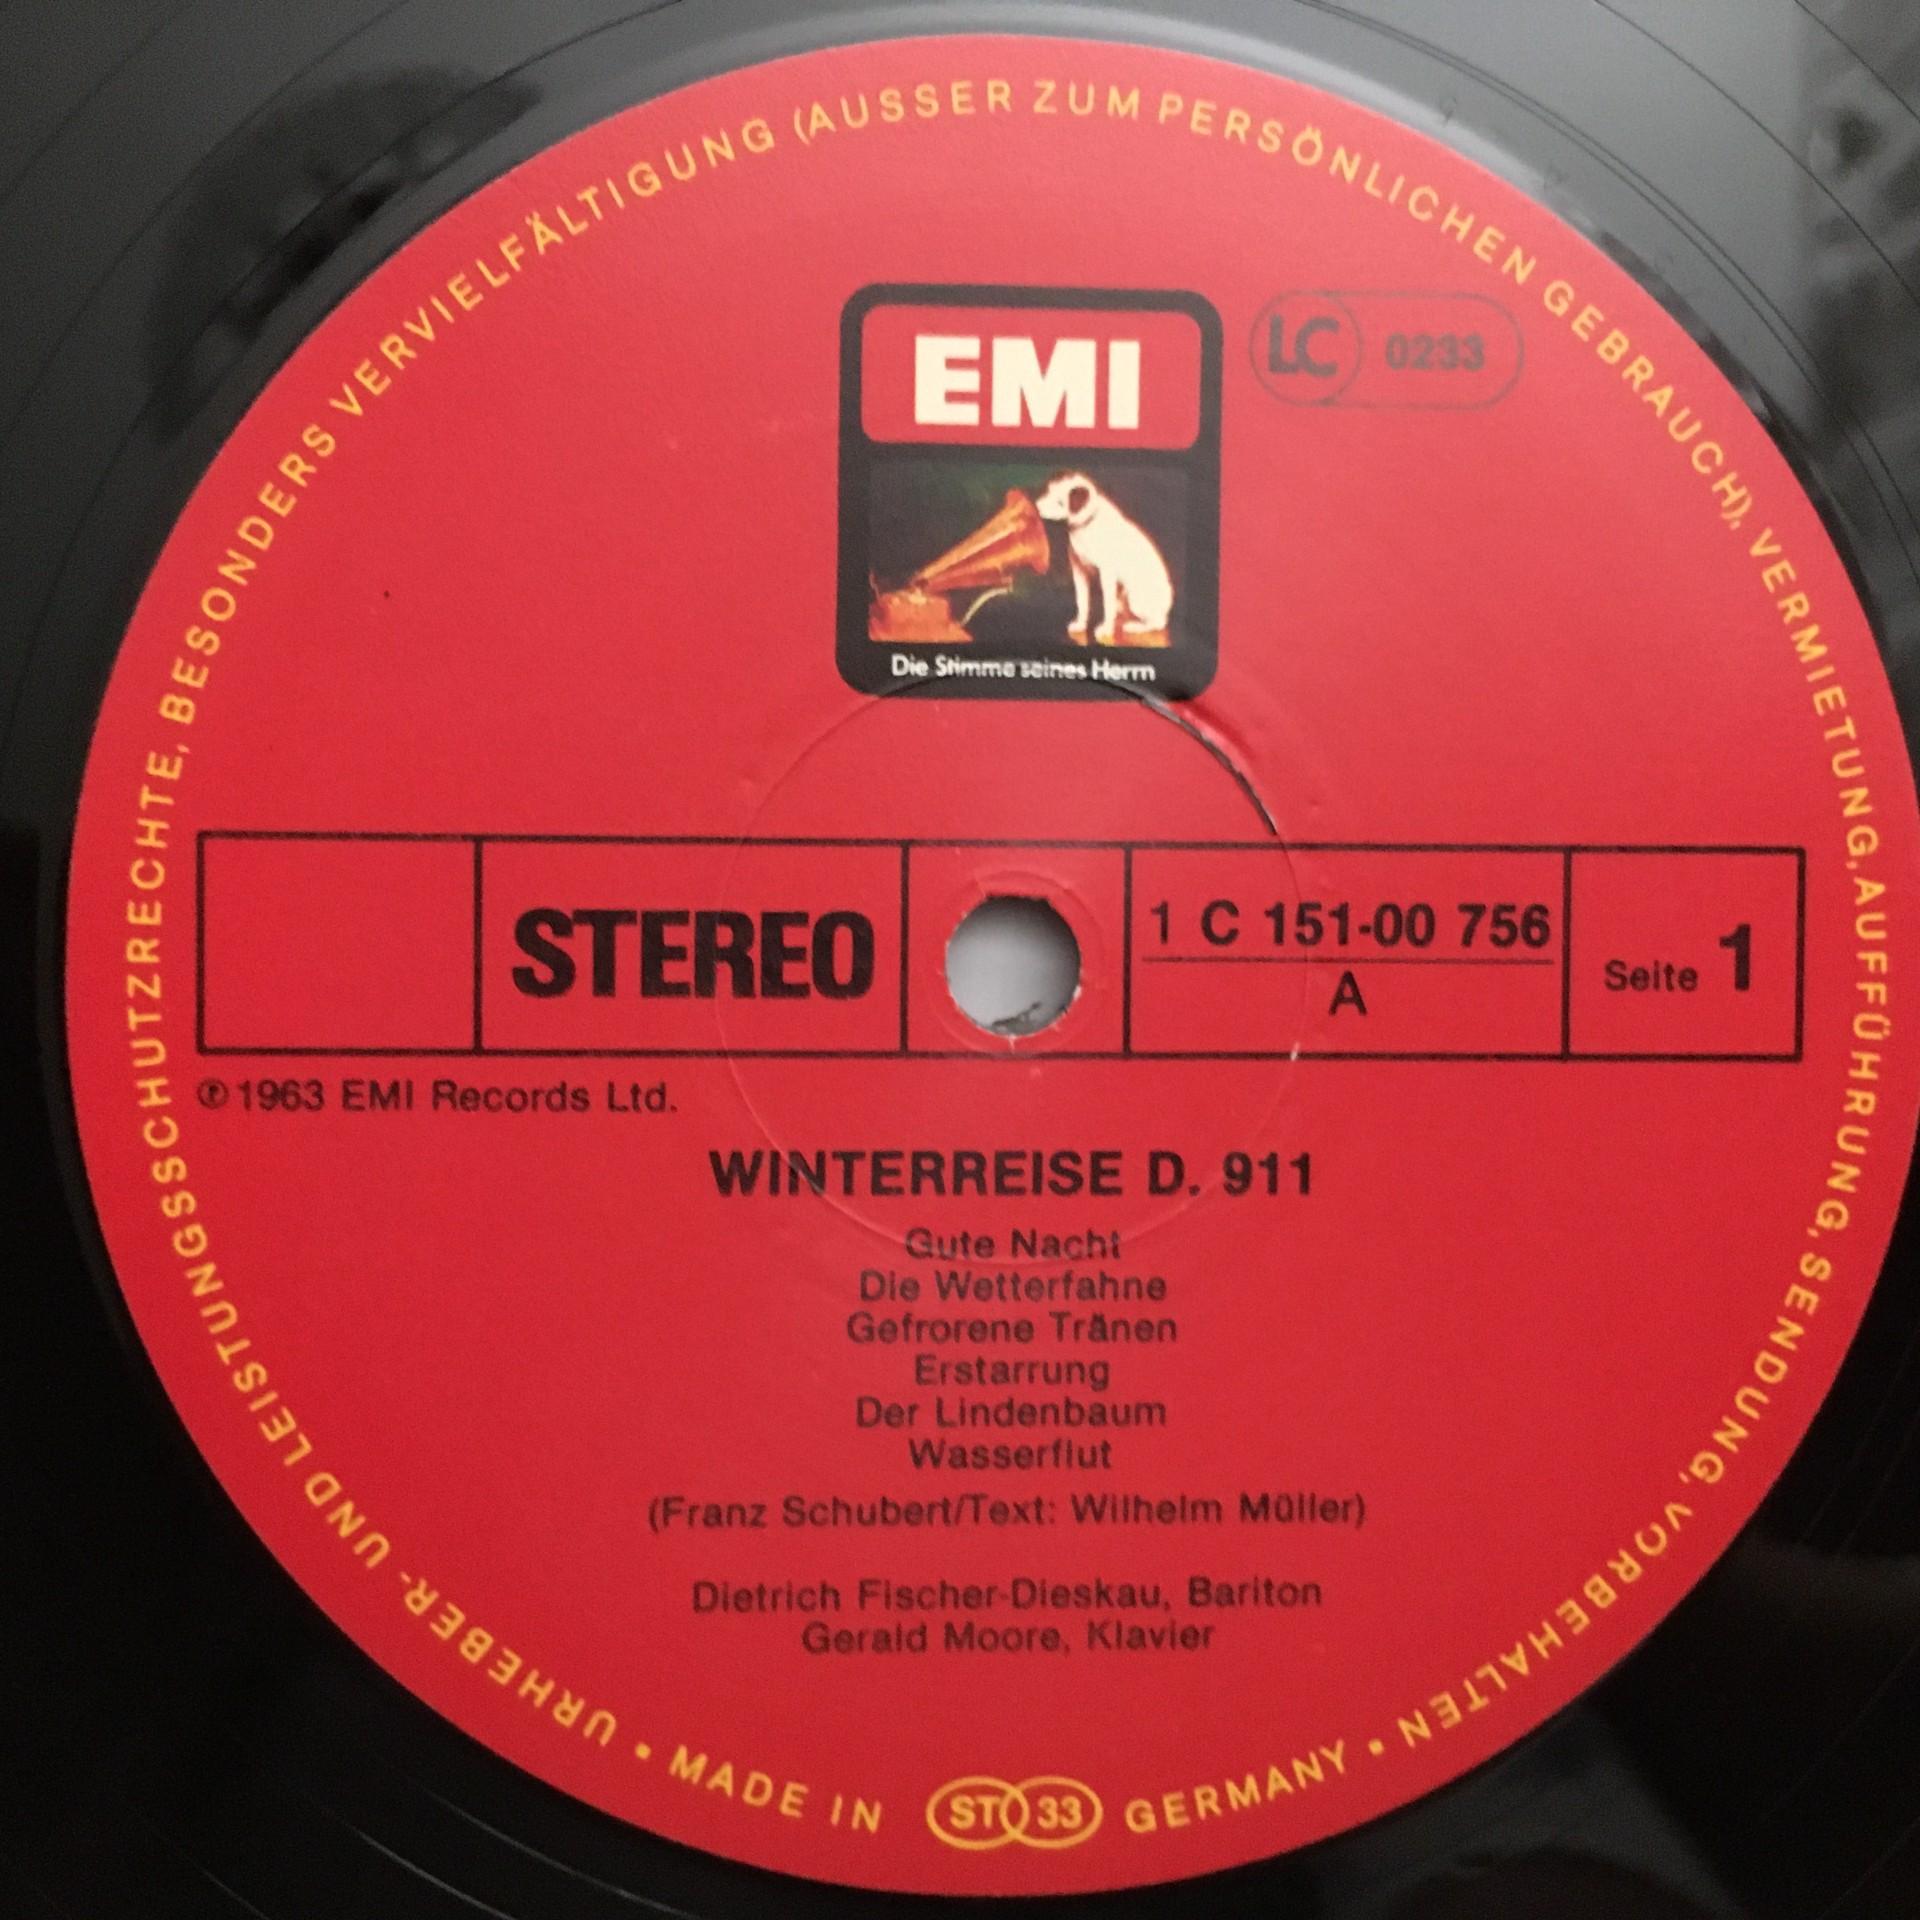 EMI
LC 0233
Die Stimme seines Herrn
STEREO
1 C 151-00 756
A
Seite 1
℗ 1963 EMI Records Ltd.
WINTERREISE D. 911
Gute Nacht
Die Wetterfahne
Gefrorene Tränen
Erstarrung
Der Lindenbaum
Wasserflut
(Franz Schubert/Text: Wilhelm Müller)
Dietrich Fischer-Dieskau, Bariton
Gerald Moore, Klavier
URHEBER- UND LEISTUNGSSCHUTZRECHTE, BESONDERS VERVIELFÄLTIGUNG (AUSSER ZUM PERSÖNLICHEN GEBRAUCH), VERMIETUNG, AUFFÜHRUNG, SENDUNG, VORBEHALTEN •
MADE IN ST 33 GERMANY •